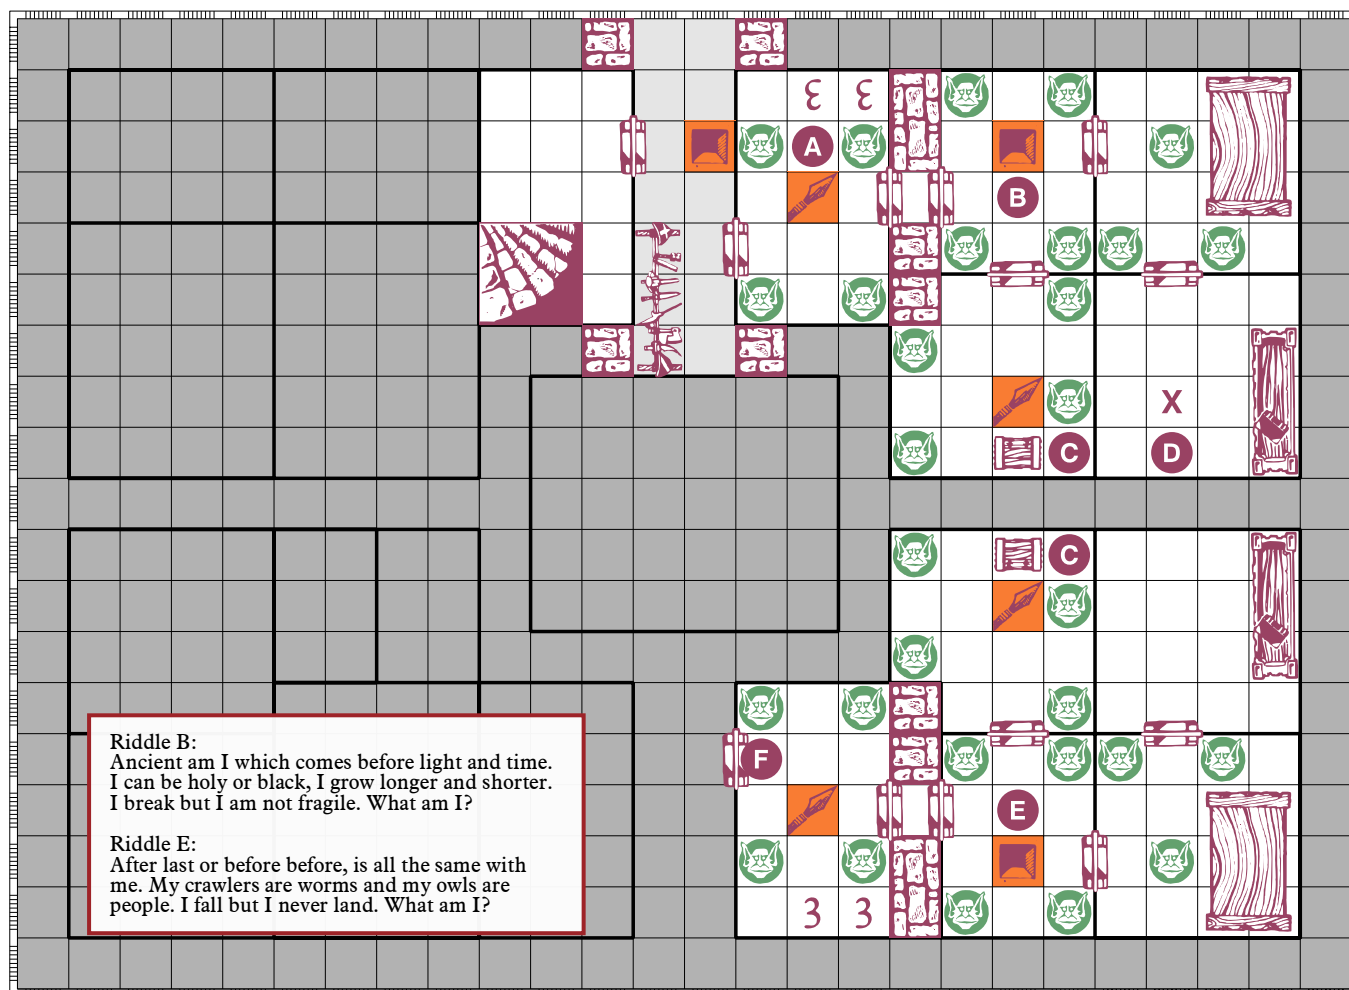 ε ε
A
B
X
C D
C
F
E
3 3
Riddle B:
Ancient am I which comes before light and time.
I can be holy or black, I grow longer and shorter.
I break but I am not fragile. What am I?
Riddle E:
After last or before before, is all the same with
me. My crawlers are worms and my owls are
people. I fall but I never land. What am I?